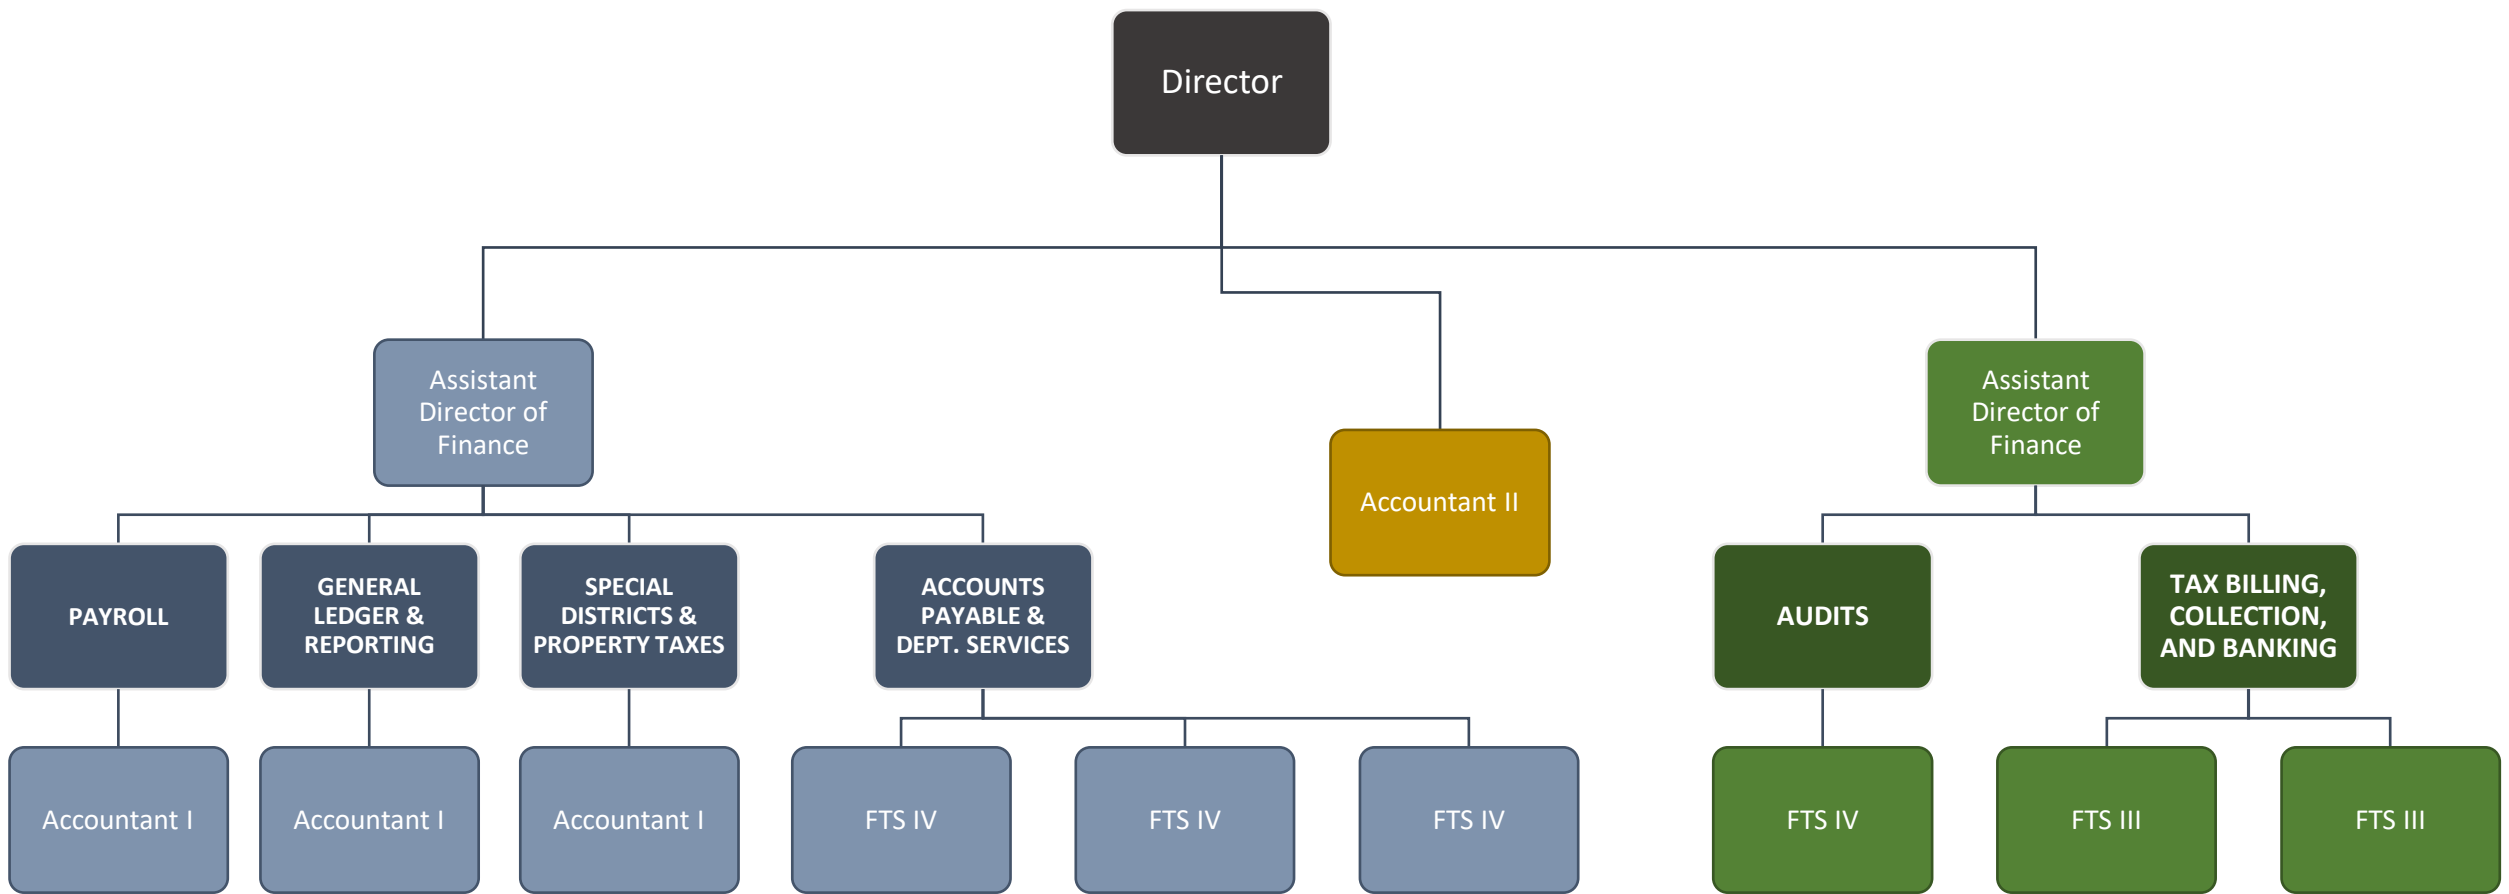 Director
Assistant
Director of
Finance
Accountant II
Assistant
Director of
Finance
PAYROLL
GENERAL
LEDGER &
REPORTING
SPECIAL
DISTRICTS &
PROPERTY TAXES
ACCOUNTS
PAYABLE &
DEPT. SERVICES
AUDITS
TAX BILLING,
COLLECTION,
AND BANKING
Accountant I
Accountant I
Accountant I
FTS IV
FTS IV
FTS IV
FTS IV
FTS III
FTS III